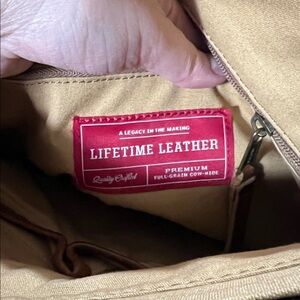 A LEGACY IN THE MAKING
LIFETIME LEATHER
Quality Crafted
PREMIUM
FULL-GRAIN COW-HIDE